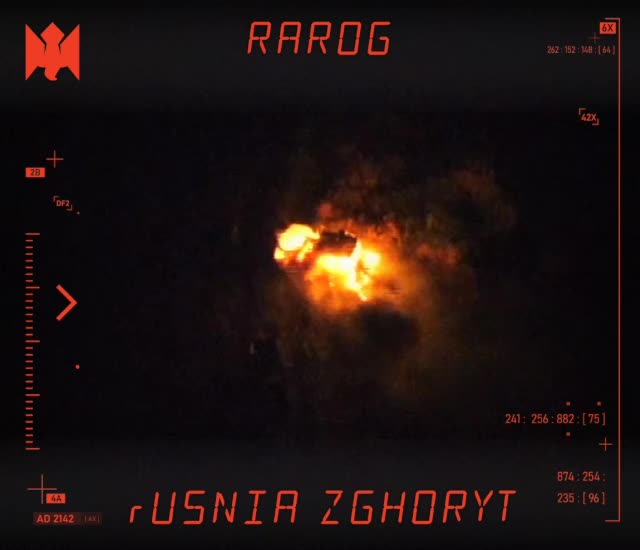 RAROG
6X
262 : 152 : 148 : [ 64 ]
42X
2B
DF2
241 : 256 : 882 : [ 75 ]
874 : 254 :
235 : [ 96 ]
4A
AD 2142 [ AX ]
rUSNIA ZGHORYT